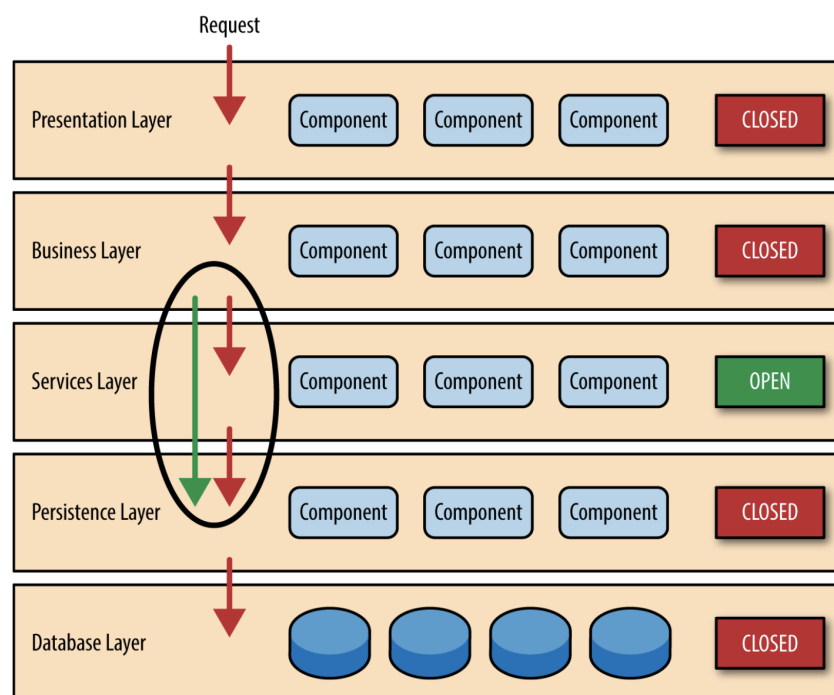 Request
Presentation Layer Component Component Component CLOSED
Business Layer Component Component Component CLOSED
Services Layer Component Component Component OPEN
Persistence Layer Component Component Component CLOSED
Database Layer CLOSED